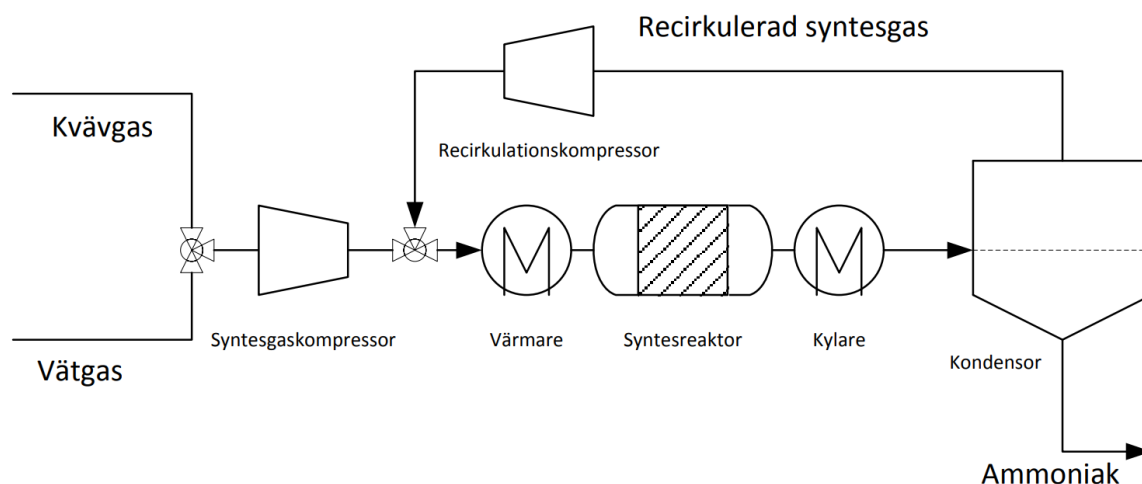 Recirkulerad syntesgas
Kvävgas
Recirkulationskompressor
Syntesgaskompressor
Värmare
Syntesreaktor
Kylare
Kondensor
Vätgas
Ammoniak